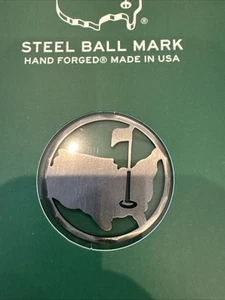 STEEL BALL MARK
HAND FORGED® MADE IN USA